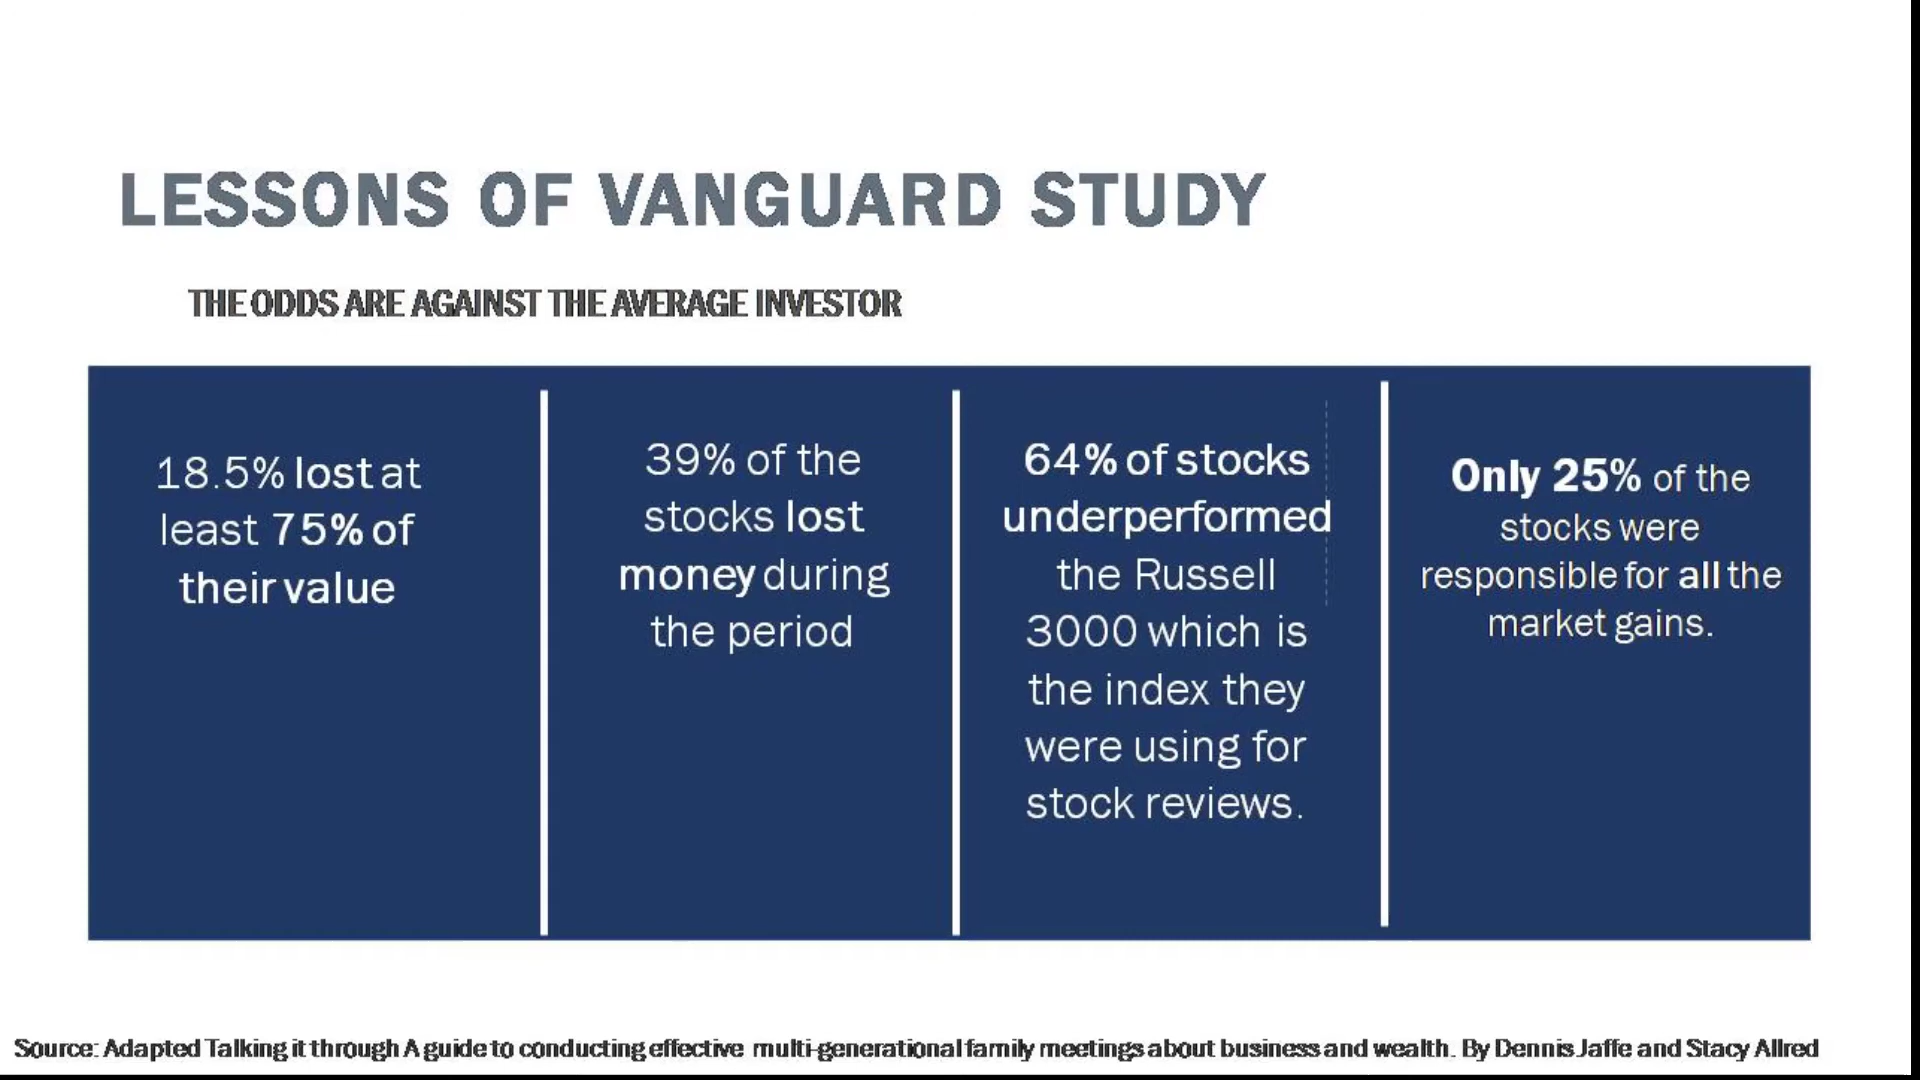 LESSONS OF VANGUARD STUDY
THE ODDS ARE AGAINST THE AVERAGE INVESTOR
18.5% lost at
least 75% of
their value
39% of the
stocks lost
money during
the period
64% of stocks
underperformed
the Russell
3000 which is
the index they
were using for
stock reviews.
Only 25% of the
stocks were
responsible for all the
market gains.
Source: Adapted Talking it through A guide to conducting effective multi-generational family meetings about business and wealth. By Dennis Jaffe and Stacy Allred